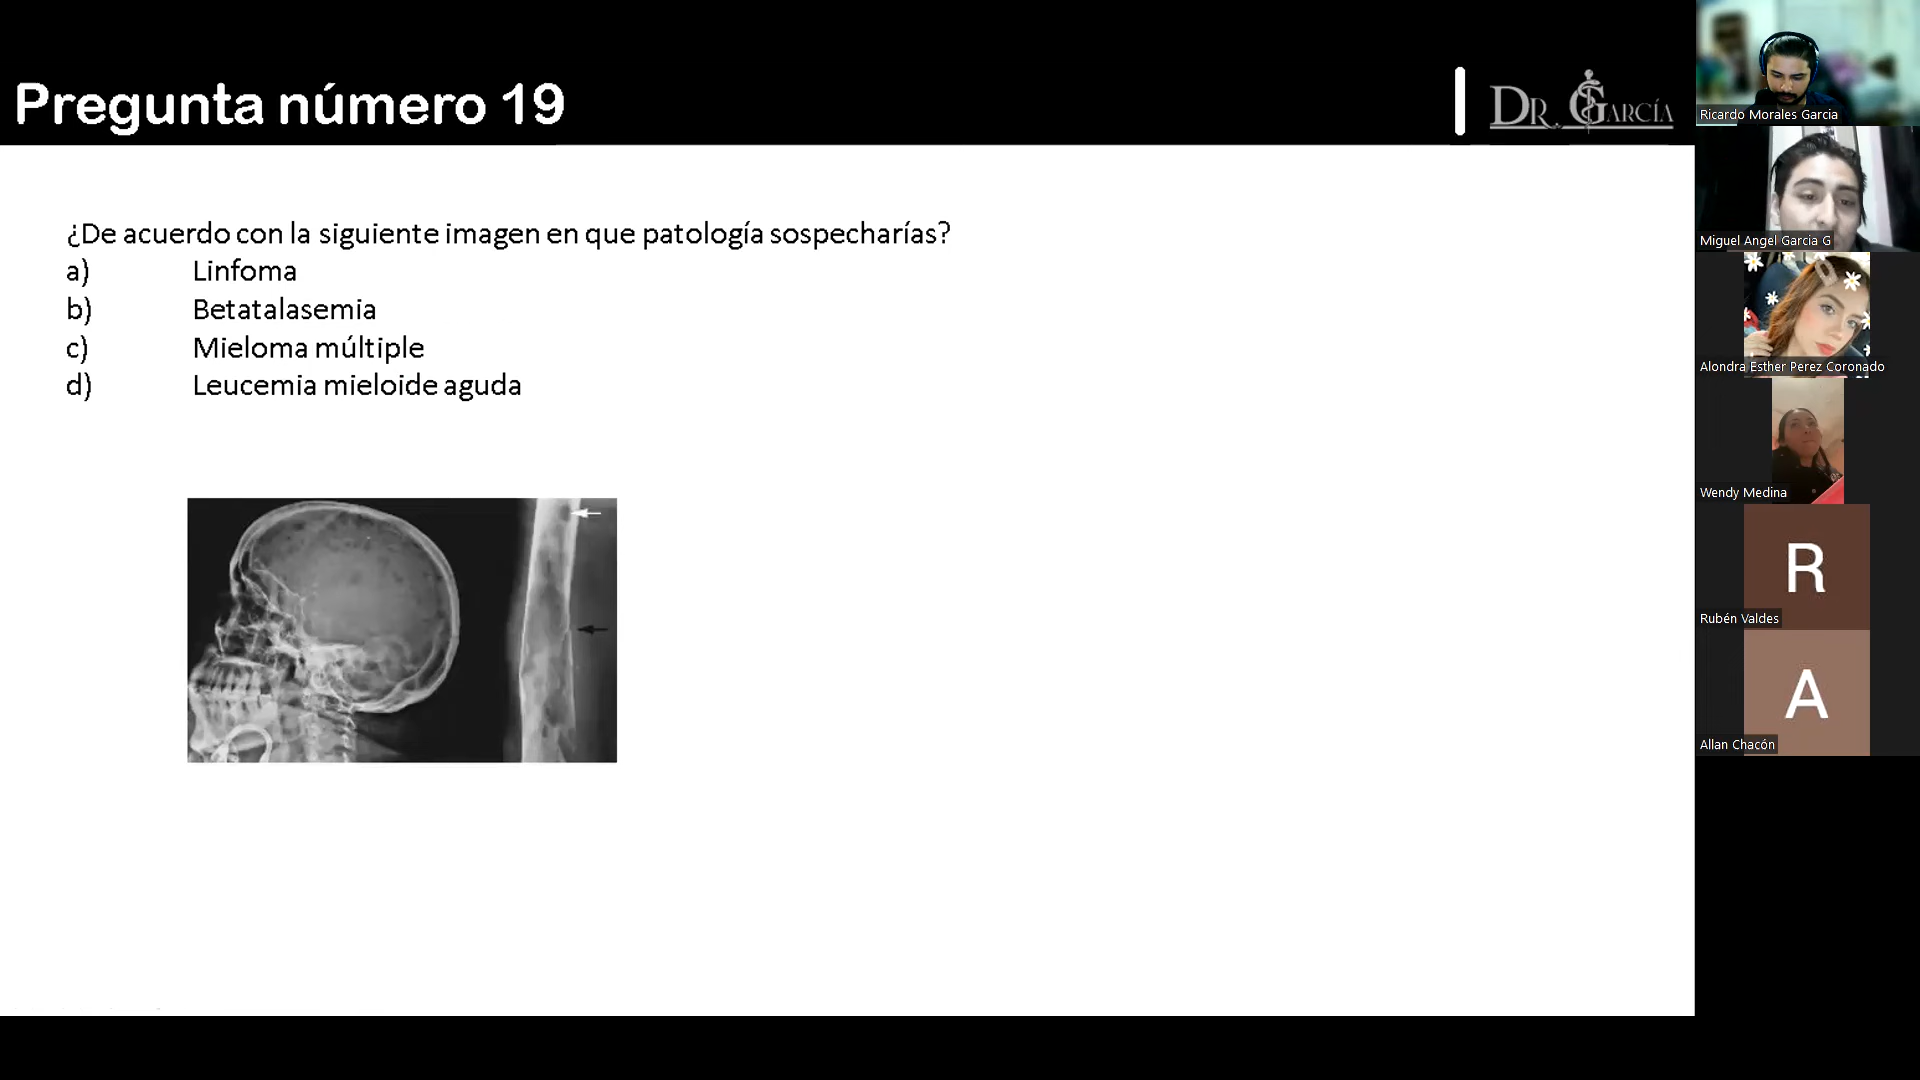 Pregunta número 19
DR. GARCÍA
¿De acuerdo con la siguiente imagen en que patología sospecharías?
a) Linfoma
b) Betatalasemia
c) Mieloma múltiple
d) Leucemia mieloide aguda
Ricardo Morales Garcia
Miguel Angel Garcia G
Alondra Esther Perez Coronado
Wendy Medina
R
Rubén Valdes
A
Allan Chacón